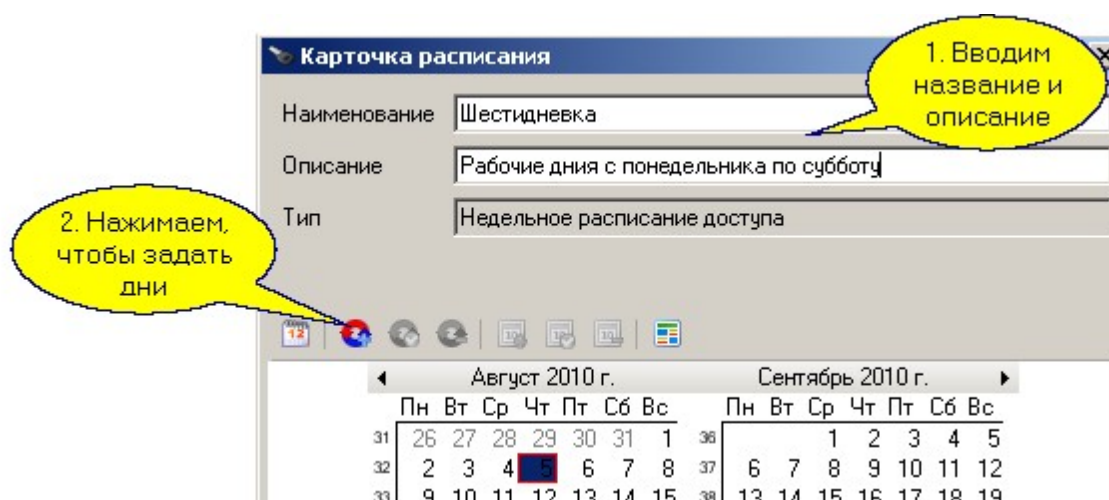 Карточка расписания
1. Вводим
название и
описание
Наименование Шестидневка
Описание Рабочие дния с понедельника по субботу
2. Нажимаем,
чтобы задать
дни
Тип Недельное расписание доступа
12
Август 2010 г. Сентябрь 2010 г.
Пн Вт Ср Чт Пт Сб Вс Пн Вт Ср Чт Пт Сб Вс
31 26 27 28 29 30 31 1 36 1 2 3 4 5
32 2 3 4 5 6 7 8 37 6 7 8 9 10 11 12
33 9 10 11 12 13 14 15 38 13 14 15 16 17 18 19